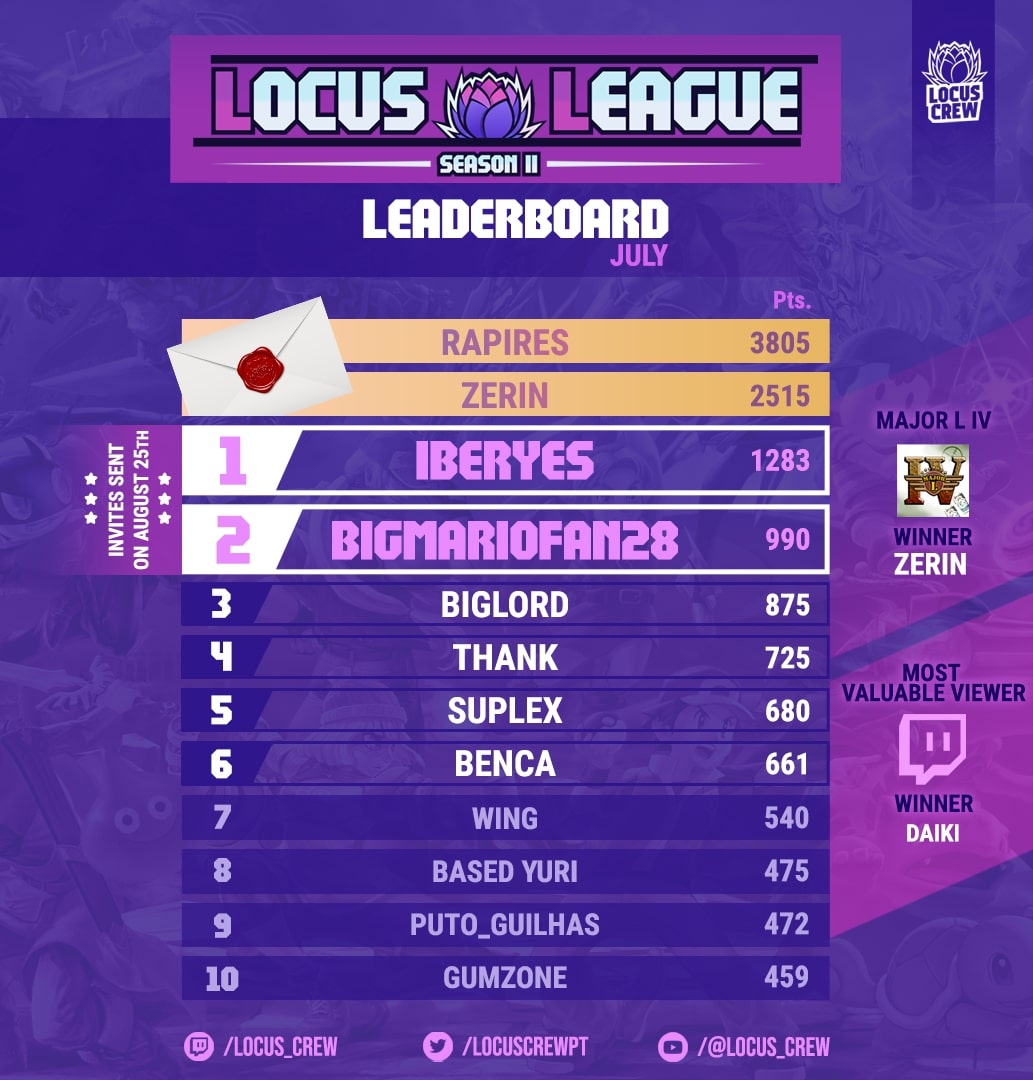 LOCUS LEAGUE
SEASON II
LOCUS
CREW
LEADERBOARD
JULY
Pts.
RAPIRES 3805
ZERIN 2515
INVITES SENT
ON AUGUST 25TH
1 IBERYES 1283
2 BIGMARIOFAN28 990
3 BIGLORD 875
4 THANK 725
5 SUPLEX 680
6 BENCA 661
7 WING 540
8 BASED YURI 475
9 PUTO_GUILHAS 472
10 GUMZONE 459
MAJOR L IV
IV
MAJOR
L
WINNER
ZERIN
MOST
VALUABLE VIEWER
WINNER
DAIKI
/LOCUS_CREW /LOCUSCREWPT /@LOCUS_CREW